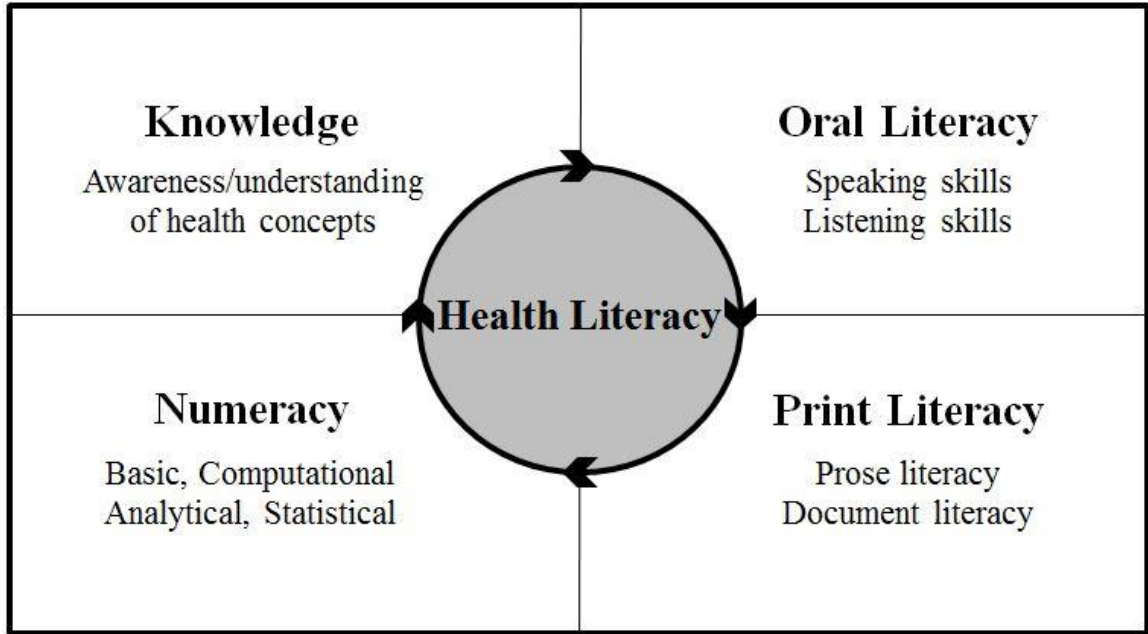 Knowledge
Awareness/understanding
of health concepts
Oral Literacy
Speaking skills
Listening skills
Health Literacy
Numeracy
Basic, Computational
Analytical, Statistical
Print Literacy
Prose literacy
Document literacy